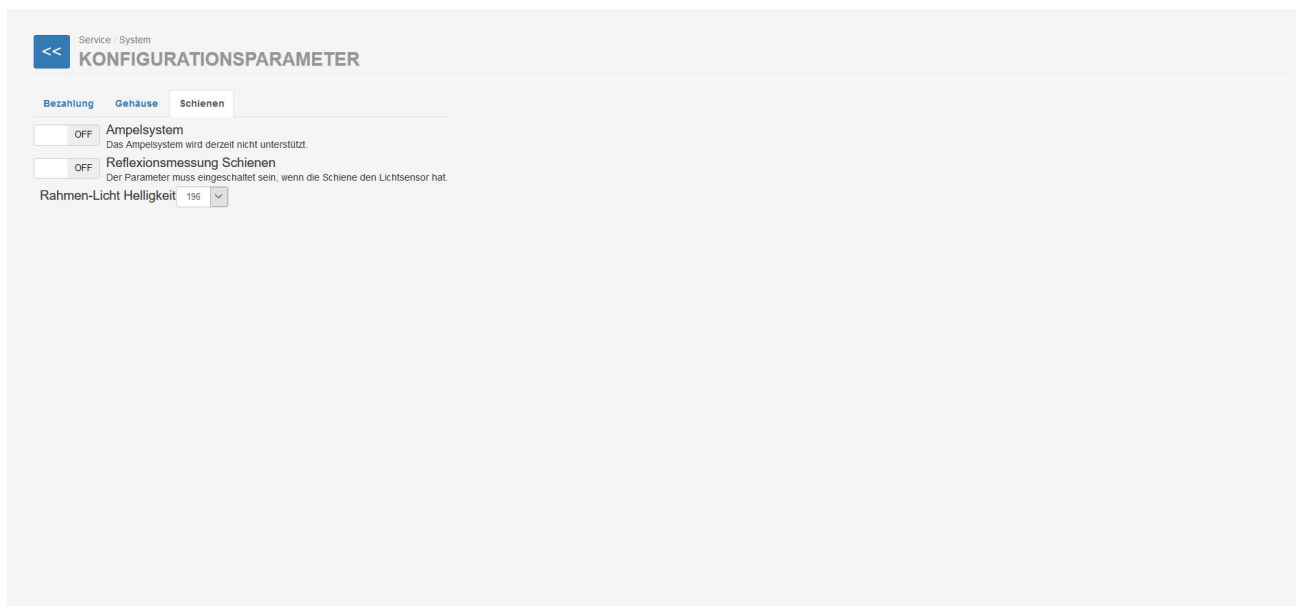 <<
Service / System
KONFIGURATIONSPARAMETER
Bezahlung Gehäuse Schienen
OFF Ampelsystem
Das Ampelsystem wird derzeit nicht unterstützt.
OFF Reflexionsmessung Schienen
Der Parameter muss eingeschaltet sein, wenn die Schiene den Lichtsensor hat.
Rahmen-Licht Helligkeit 196